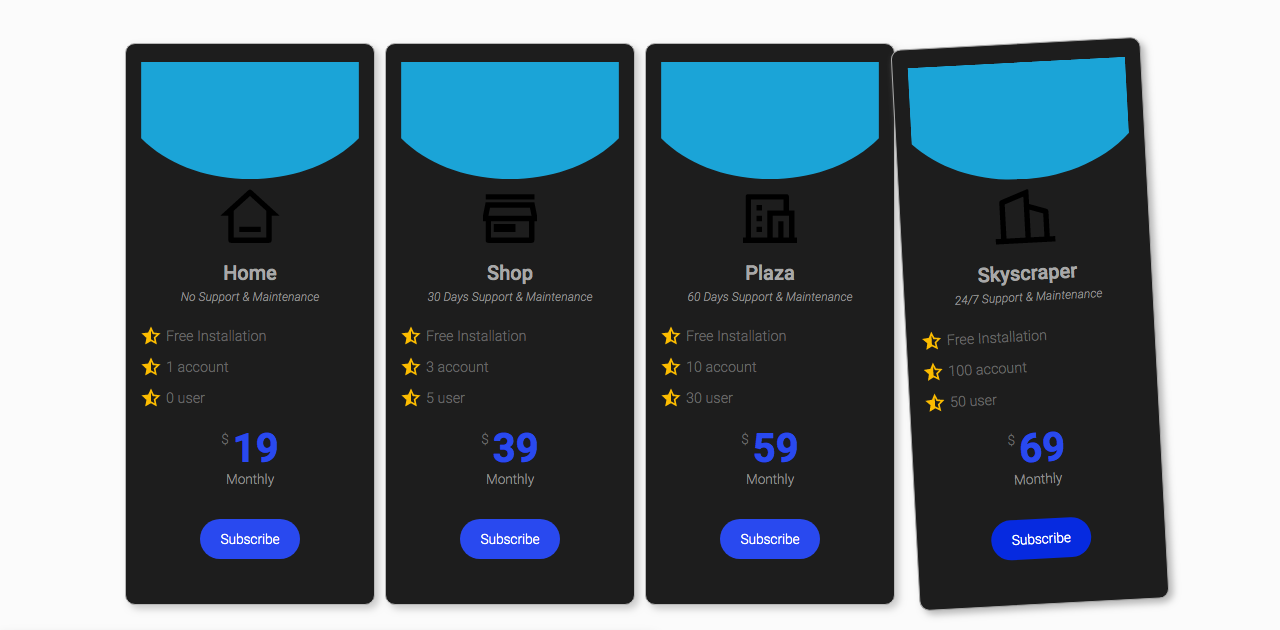 Home
No Support & Maintenance
Free Installation
1 account
0 user
$ 19
Monthly
Subscribe
Shop
30 Days Support & Maintenance
Free Installation
3 account
5 user
$ 39
Monthly
Subscribe
Plaza
60 Days Support & Maintenance
Free Installation
10 account
30 user
$ 59
Monthly
Subscribe
Skyscraper
24/7 Support & Maintenance
Free Installation
100 account
50 user
$ 69
Monthly
Subscribe